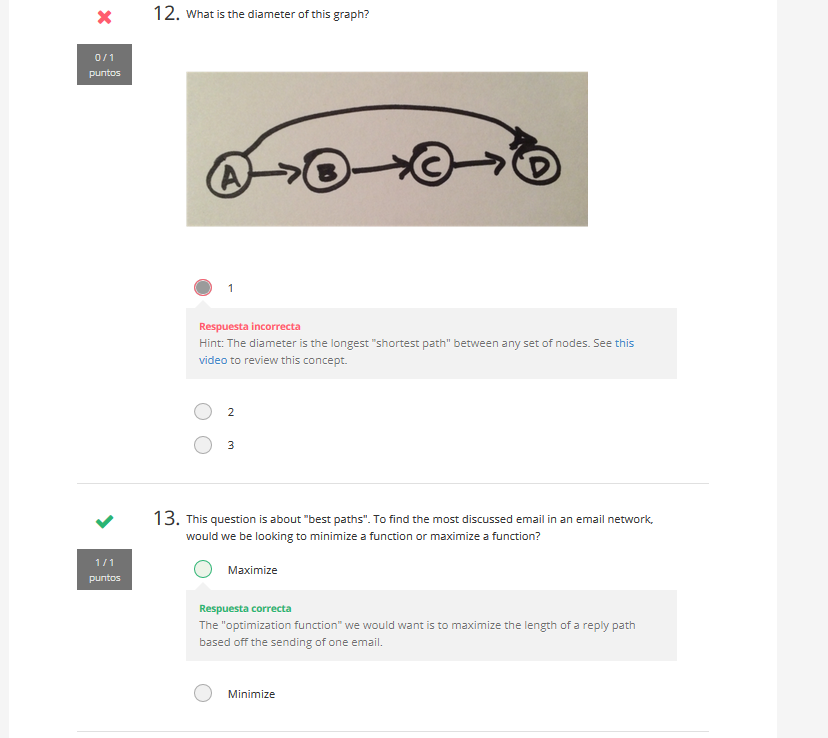 12. What is the diameter of this graph?
0 / 1
puntos
A B C D
1
Respuesta incorrecta
Hint: The diameter is the longest "shortest path" between any set of nodes. See this
video to review this concept.
2
3
13. This question is about "best paths". To find the most discussed email in an email network,
would we be looking to minimize a function or maximize a function?
1 / 1
puntos
Maximize
Respuesta correcta
The "optimization function" we would want is to maximize the length of a reply path
based off the sending of one email.
Minimize